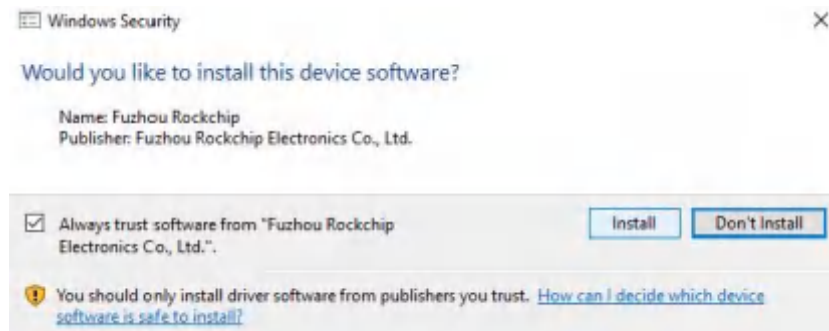 Windows Security
Would you like to install this device software?
Name: Fuzhou Rockchip
Publisher: Fuzhou Rockchip Electronics Co., Ltd.
Always trust software from "Fuzhou Rockchip
Electronics Co., Ltd.".
Install
Don't Install
You should only install driver software from publishers you trust. How can I decide which device
software is safe to install?